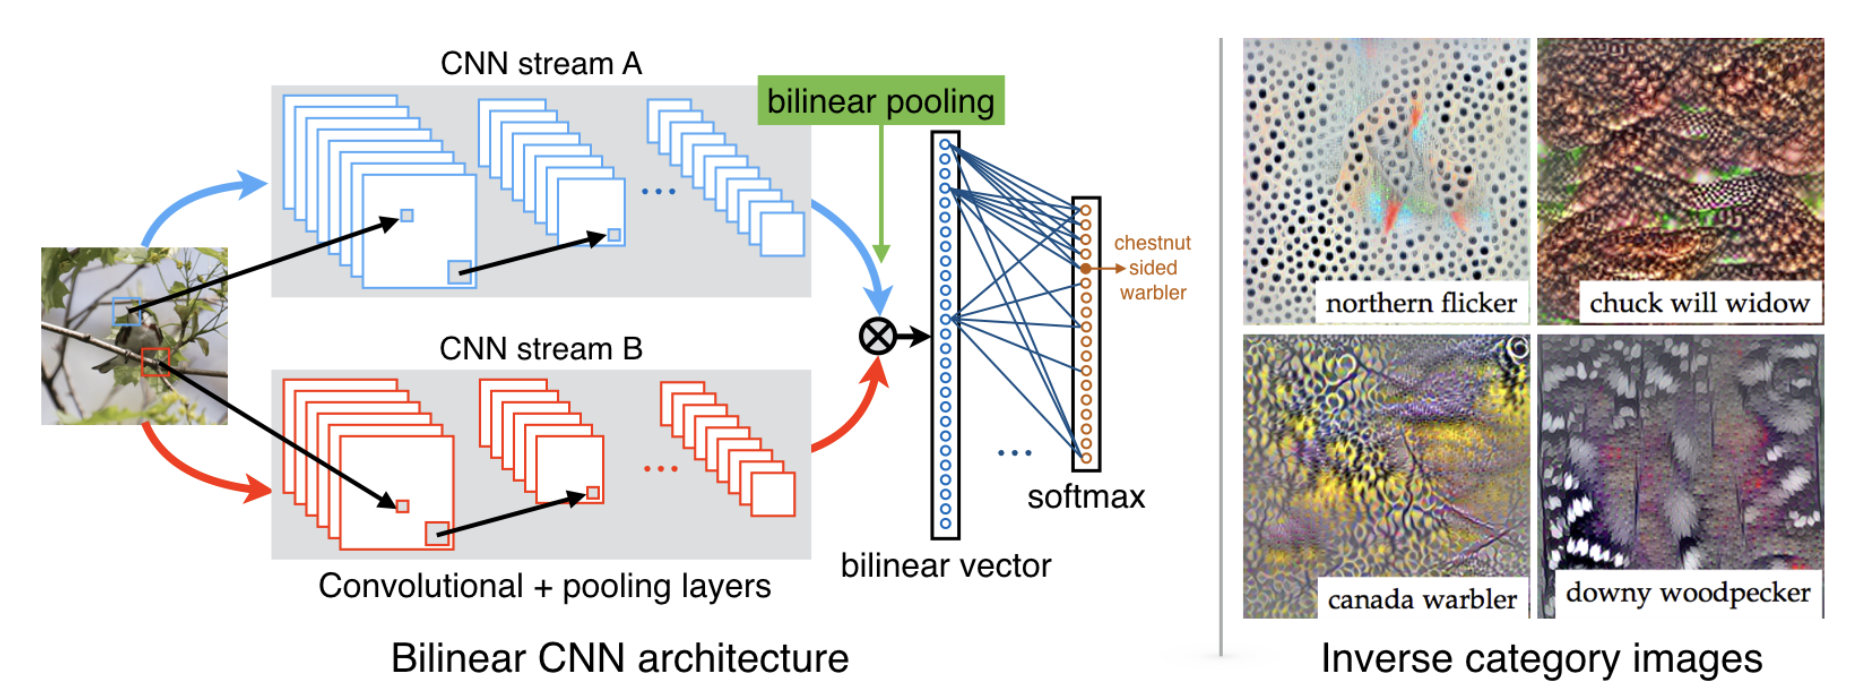 CNN stream A
bilinear pooling
CNN stream B
Convolutional + pooling layers
bilinear vector
softmax
chestnut
sided
warbler
Bilinear CNN architecture
northern flicker
chuck will widow
canada warbler
downy woodpecker
Inverse category images